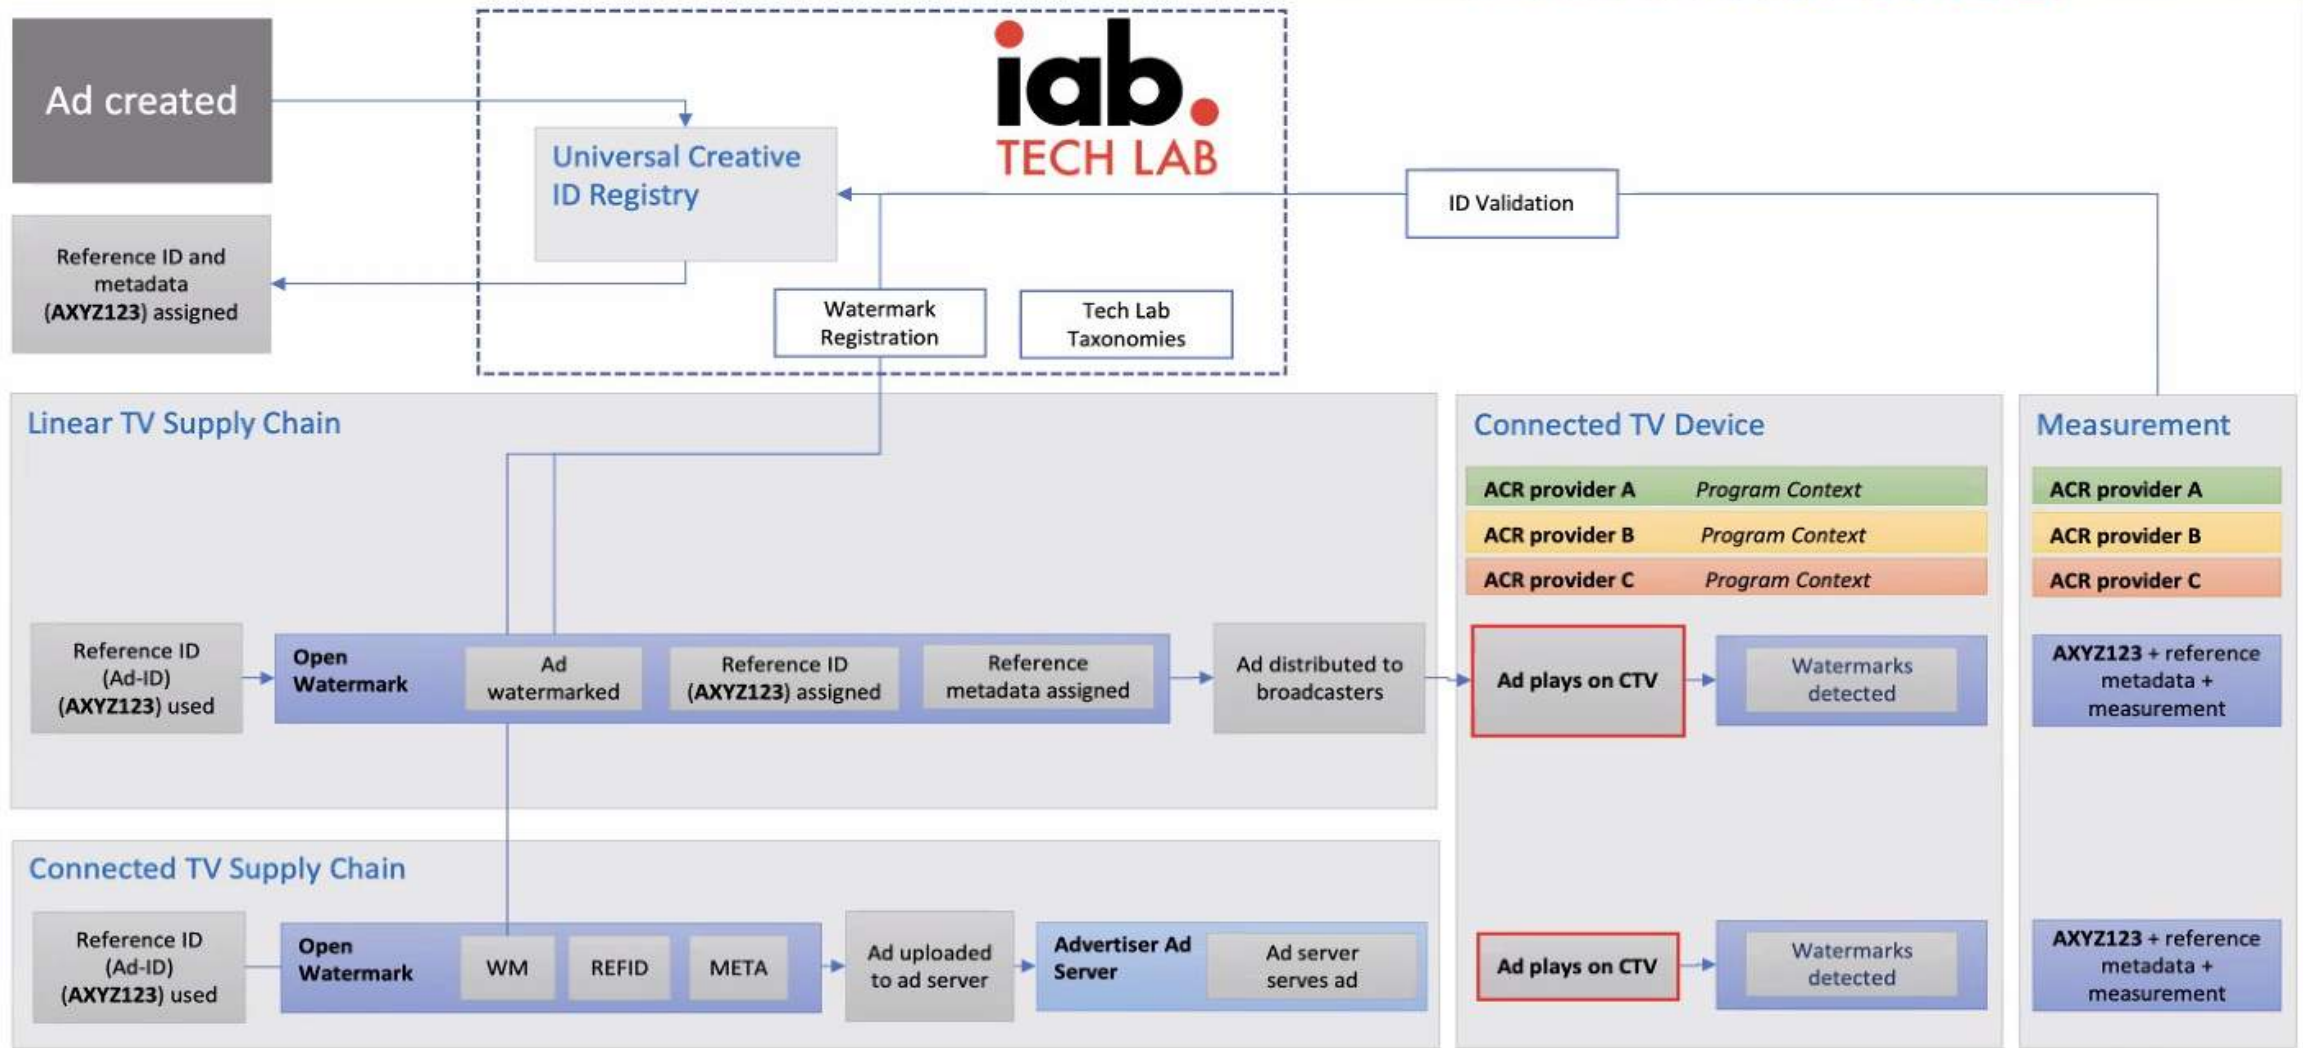 Ad created
iab.
TECH LAB
Universal Creative
ID Registry
ID Validation
Reference ID and
metadata
(AXYZ123) assigned
Watermark
Registration
Tech Lab
Taxonomies
Linear TV Supply Chain
Reference ID
(Ad-ID)
(AXYZ123) used
Open
Watermark
Ad
watermarked
Reference ID
(AXYZ123) assigned
Reference
metadata assigned
Ad distributed to
broadcasters
Connected TV Supply Chain
Reference ID
(Ad-ID)
(AXYZ123) used
Open
Watermark
WM
REFID
META
Ad uploaded
to ad server
Advertiser Ad
Server
Ad server
serves ad
Connected TV Device
ACR provider A Program Context
ACR provider B Program Context
ACR provider C Program Context
Ad plays on CTV
Watermarks
detected
Ad plays on CTV
Watermarks
detected
Measurement
ACR provider A
ACR provider B
ACR provider C
AXYZ123 + reference
metadata +
measurement
AXYZ123 + reference
metadata +
measurement